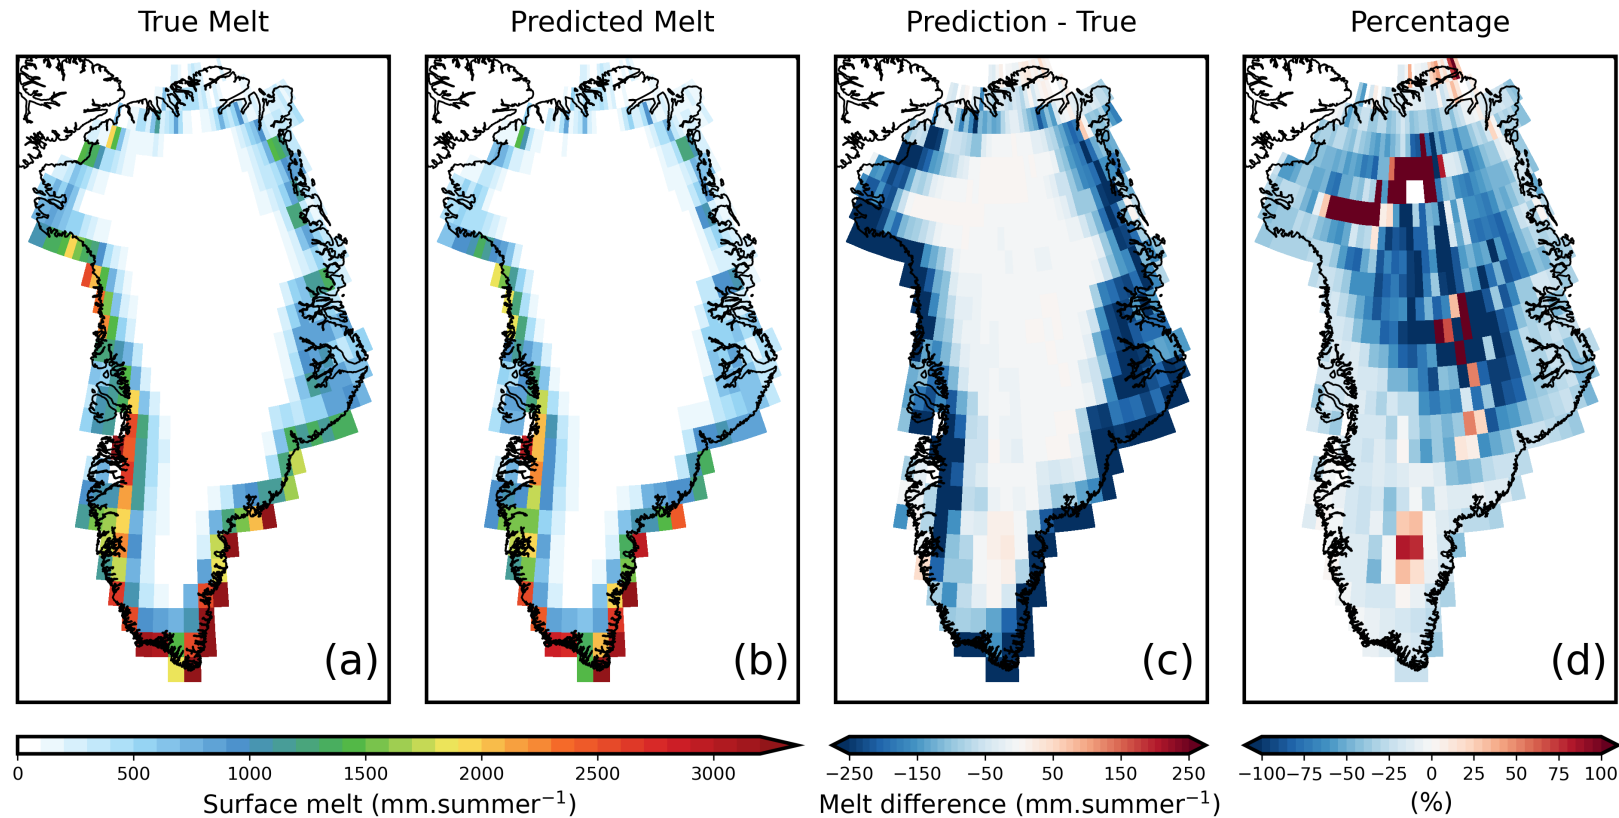 True Melt
Predicted Melt
Prediction - True
Percentage
(a)
(b)
(c)
(d)
0 500 1000 1500 2000 2500 3000
Surface melt (mm.summer⁻¹)
−250 −150 −50 50 150 250
Melt difference (mm.summer⁻¹)
−100 −75 −50 −25 0 25 50 75 100
(%)